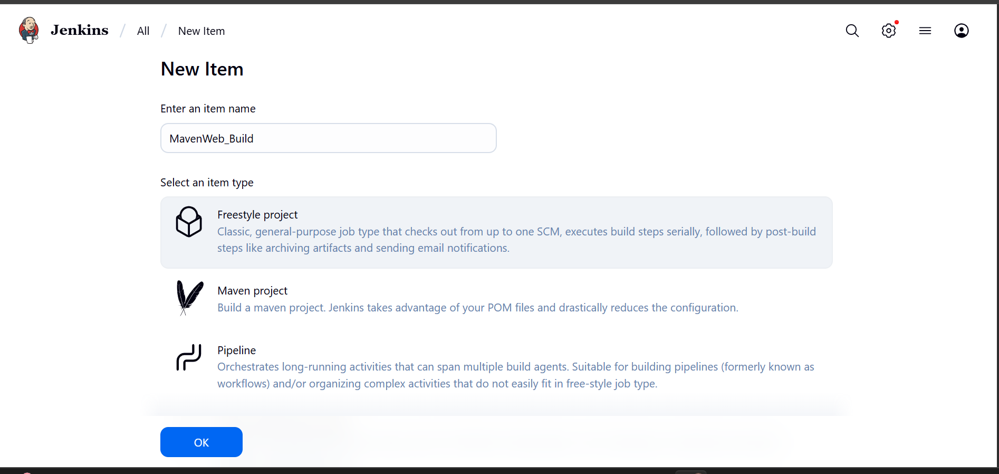 Jenkins / All / New Item
New Item
Enter an item name
MavenWeb_Build
Select an item type
Freestyle project
Classic, general-purpose job type that checks out from up to one SCM, executes build steps serially, followed by post-build
steps like archiving artifacts and sending email notifications.
Maven project
Build a maven project. Jenkins takes advantage of your POM files and drastically reduces the configuration.
Pipeline
Orchestrates long-running activities that can span multiple build agents. Suitable for building pipelines (formerly known as
workflows) and/or organizing complex activities that do not easily fit in free-style job type.
OK